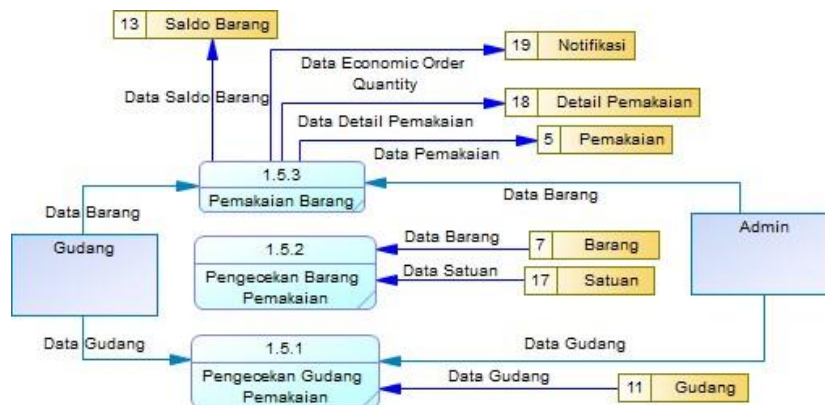 13 Saldo Barang
19 Notifikasi
Data Economic Order
Quantity
Data Saldo Barang
18 Detail Pemakaian
Data Detail Pemakaian
5 Pemakaian
Data Pemakaian
1.5.3
Pemakaian Barang
Data Barang
Data Barang
Gudang
Admin
1.5.2
Pengecekan Barang
Pemakaian
Data Barang
7 Barang
Data Satuan
17 Satuan
Data Gudang
1.5.1
Pengecekan Gudang
Pemakaian
Data Gudang
Data Gudang
11 Gudang